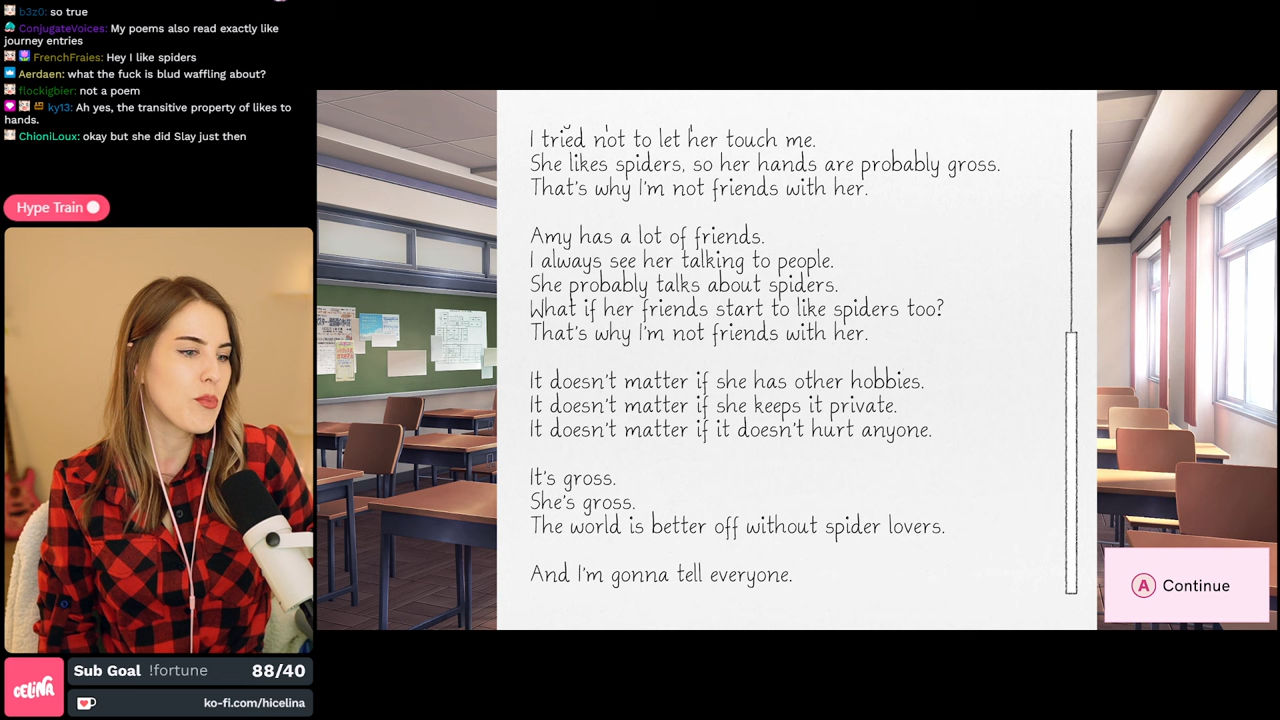 b3z0: so true
ConjugateVoices: My poems also read exactly like
journey entries
FrenchFraies: Hey I like spiders
Aerdaen: what the fuck is blud waffling about?
flockigbier: not a poem
ky13: Ah yes, the transitive property of likes to
hands.
ChioniLoux: okay but she did Slay just then
Hype Train
I tried not to let her touch me.
She likes spiders, so her hands are probably gross.
That's why I'm not friends with her.
Amy has a lot of friends.
I always see her talking to people.
She probably talks about spiders.
What if her friends start to like spiders too?
That's why I'm not friends with her.
It doesn't matter if she has other hobbies.
It doesn't matter if she keeps it private.
It doesn't matter if it doesn't hurt anyone.
It's gross.
She's gross.
The world is better off without spider lovers.
And I'm gonna tell everyone.
A Continue
CELINA
Sub Goal !fortune 88/40
ko-fi.com/hicelina